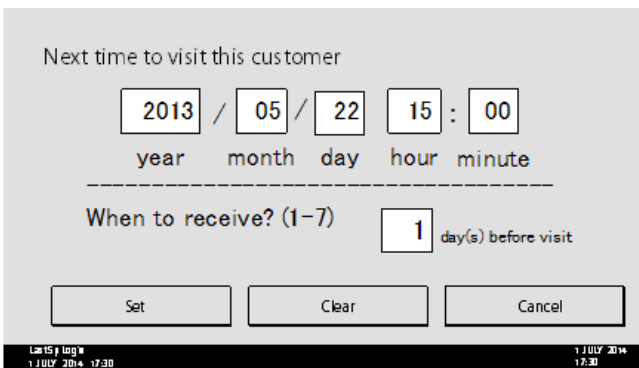 Next time to visit this customer
2013 / 05 / 22 15 : 00
year month day hour minute
When to receive? (1-7) 1 day(s) before visit
Set Clear Cancel
1 JULY 2014
1 JULY 2014 17:30
17:30